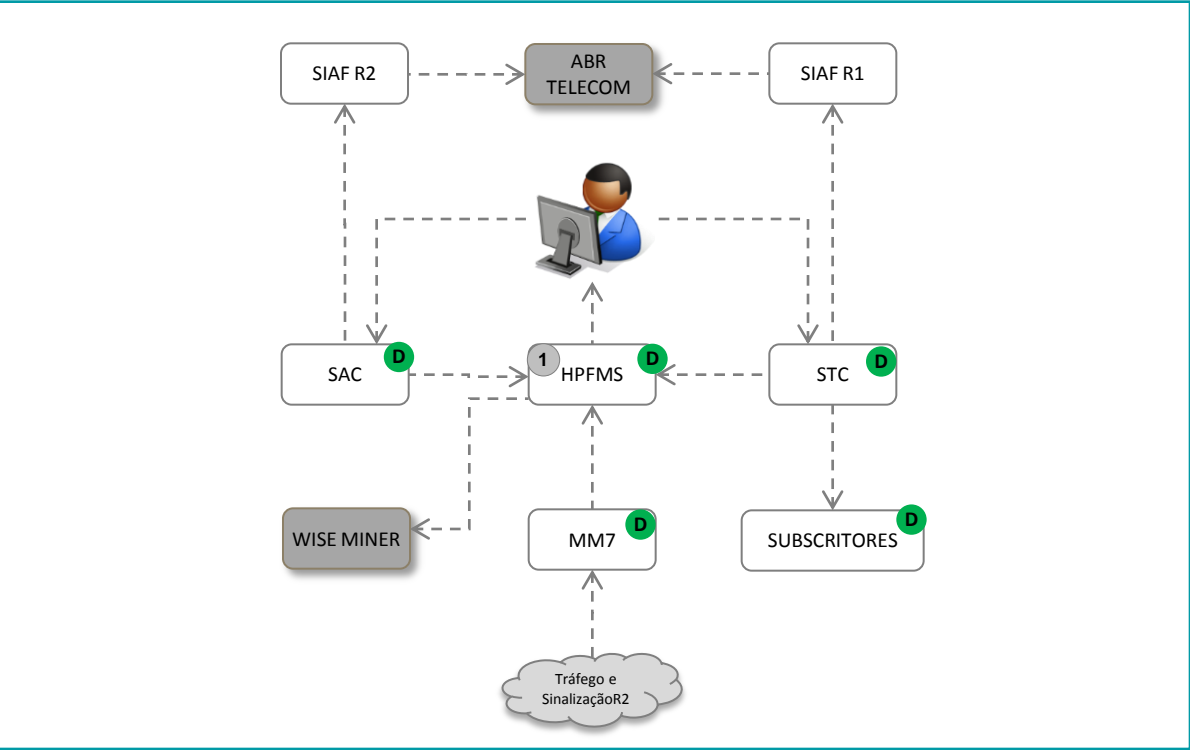 SIAF R2
ABR
TELECOM
SIAF R1
SAC
D
1
HPFMS
D
STC
D
WISE MINER
MM7
D
SUBSCRITORES
D
Tráfego e
SinalizaçãoR2